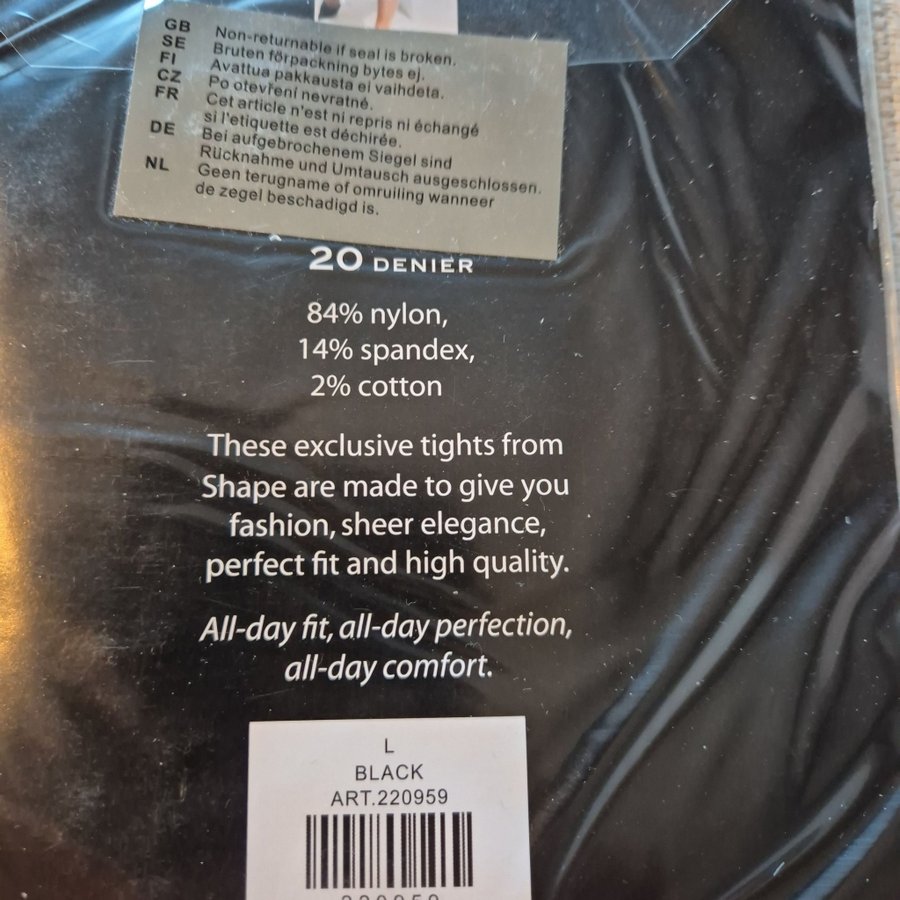 GB Non-returnable if seal is broken.
SE Bruten förpackning bytes ej.
FI Avattua pakkausta ei vaihdeta.
CZ Po otevření nevratné.
FR Cet article n'est ni repris ni échangé
si l'etiquette est déchirée.
DE Bei aufgebrochenem Siegel sind
Rücknahme und Umtausch ausgeschlossen.
NL Geen terugname of omruiling wanneer
de zegel beschadigd is.
20 DENIER
84% nylon,
14% spandex,
2% cotton
These exclusive tights from
Shape are made to give you
fashion, sheer elegance,
perfect fit and high quality.
All-day fit, all-day perfection,
all-day comfort.
L
BLACK
ART.220959